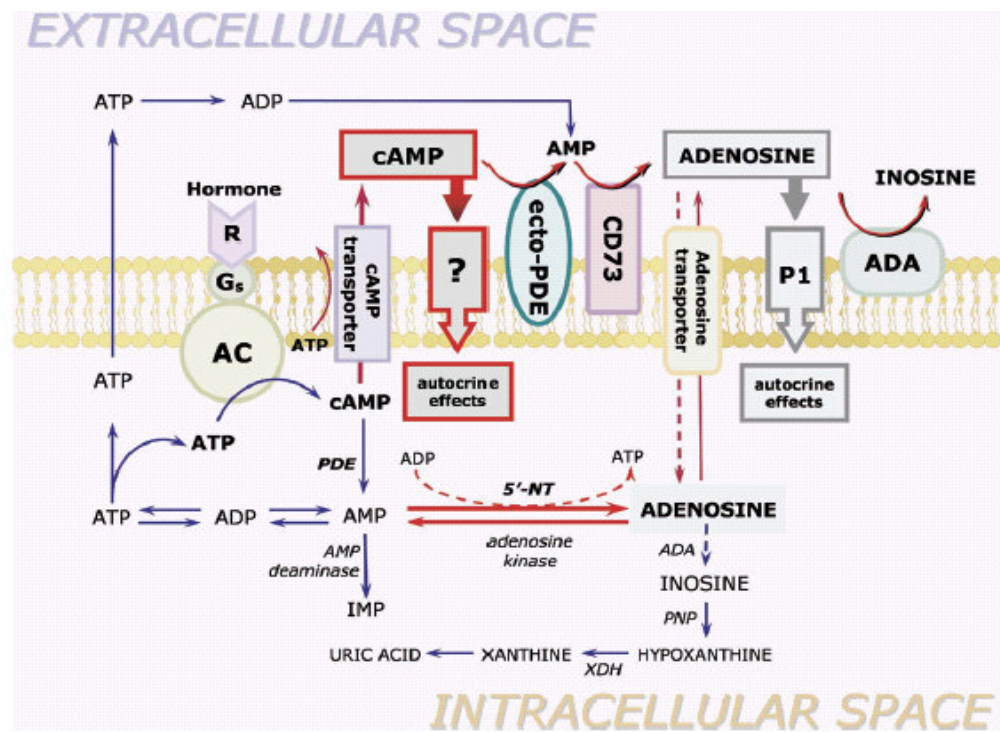 EXTRACELLULAR SPACE
ATP
ADP
cAMP
AMP
ADENOSINE
INOSINE
Hormone
R
Gs
AC
ATP
cAMP transporter
?
ecto-PDE
CD73
Adenosine transporter
P1
ADA
ATP
autocrine
effects
autocrine
effects
cAMP
ATP
PDE
ADP
ATP
5'-NT
ATP
ADP
AMP
ADENOSINE
AMP
deaminase
adenosine
kinase
ADA
INOSINE
IMP
PNP
URIC ACID
XANTHINE
XDH
HYPOXANTHINE
INTRACELLULAR SPACE